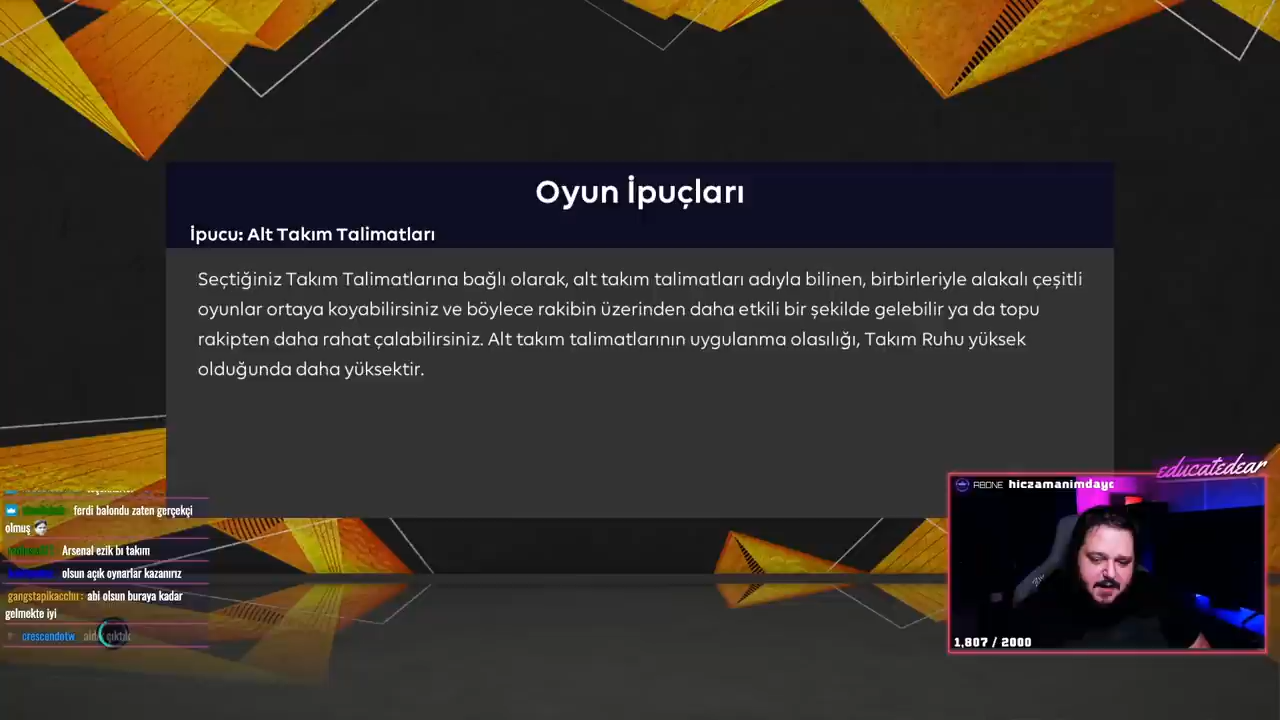 Oyun İpuçları
İpucu: Alt Takım Talimatları
Seçtiğiniz Takım Talimatlarına bağlı olarak, alt takım talimatları adıyla bilinen, birbirleriyle alakalı çeşitli
oyunlar ortaya koyabilirsiniz ve böylece rakibin üzerinden daha etkili bir şekilde gelebilir ya da topu
rakipten daha rahat çalabilirsiniz. Alt takım talimatlarının uygulanma olasılığı, Takım Ruhu yüksek
olduğunda daha yüksektir.
educatedear
ABONE hiczamanimdayc
ferdi balondu zaten gerçekçi
olmuş
Arsenal ezik bı takım
olsun açık oynarlar kazanırız
gangstapikacchu: abi olsun buraya kadar
gelmekte iyi
crescendotw
çıktık
1,807 / 2000